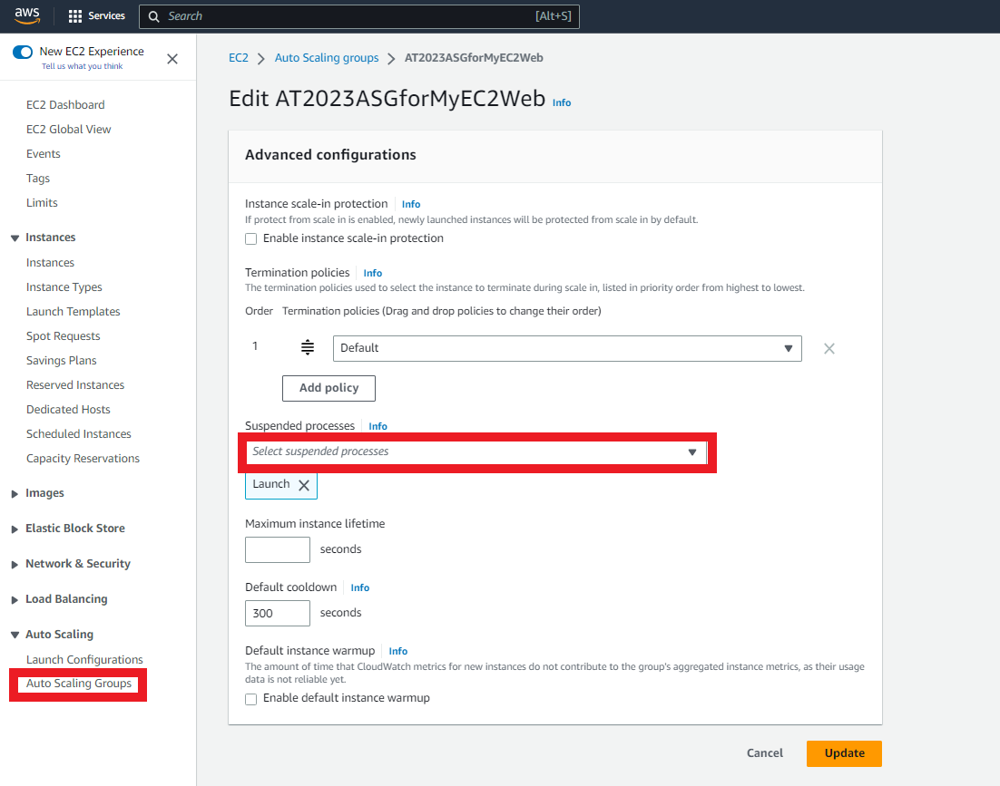 aws
Services
Search
[Alt+S]
New EC2 Experience
Tell us what you think
EC2 Dashboard
EC2 Global View
Events
Tags
Limits
Instances
Instances
Instance Types
Launch Templates
Spot Requests
Savings Plans
Reserved Instances
Dedicated Hosts
Scheduled Instances
Capacity Reservations
Images
Elastic Block Store
Network & Security
Load Balancing
Auto Scaling
Launch Configurations
Auto Scaling Groups
EC2 > Auto Scaling groups > AT2023ASGforMyEC2Web
Edit AT2023ASGforMyEC2Web Info
Advanced configurations
Instance scale-in protection Info
If protect from scale in is enabled, newly launched instances will be protected from scale in by default.
Enable instance scale-in protection
Termination policies Info
The termination policies used to select the instance to terminate during scale in, listed in priority order from highest to lowest.
Order Termination policies (Drag and drop policies to change their order)
1 Default
Add policy
Suspended processes Info
Select suspended processes
Launch
Maximum instance lifetime
seconds
Default cooldown Info
300 seconds
Default instance warmup Info
The amount of time that CloudWatch metrics for new instances do not contribute to the group's aggregated instance metrics, as their usage
data is not reliable yet.
Enable default instance warmup
Cancel Update